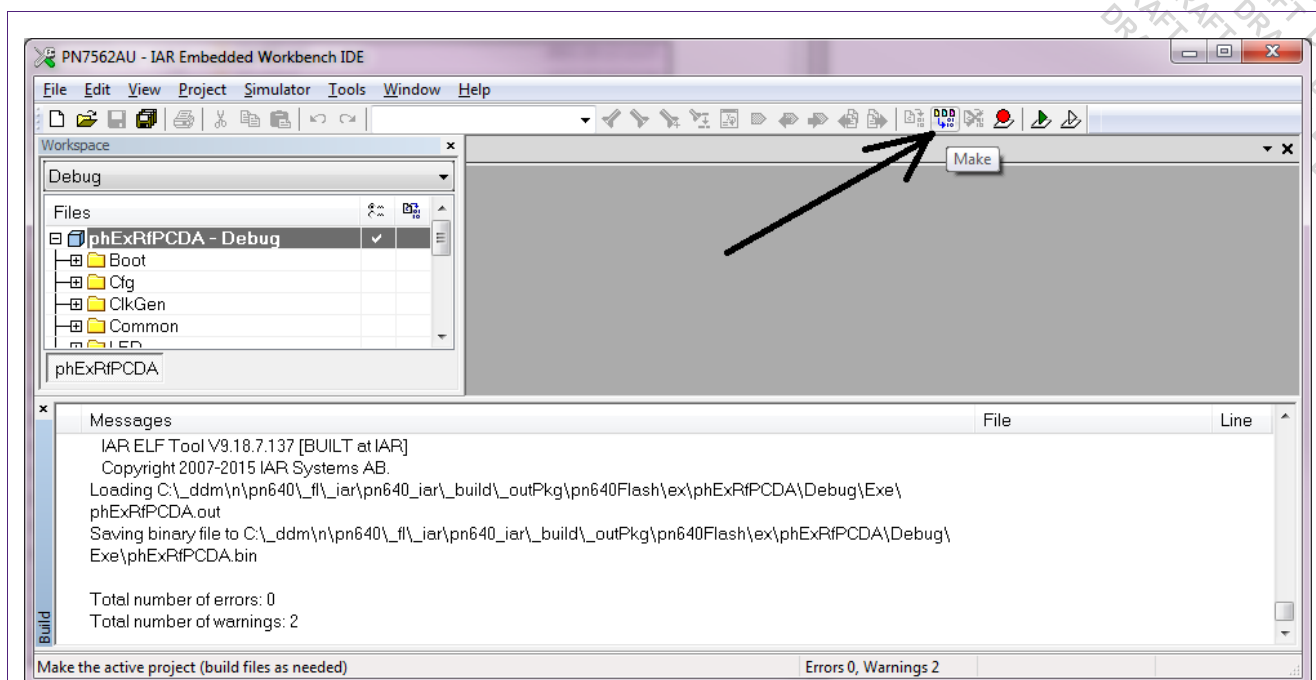 DRAFT DRAFT DRAFT
PN7562AU - IAR Embedded Workbench IDE
File Edit View Project Simulator Tools Window Help
Workspace
Make
Debug
Files
phExRfPCDA - Debug
Boot
Cfg
ClkGen
Common
LED
phExRfPCDA
Messages File Line
IAR ELF Tool V9.18.7.137 [BUILT at IAR]
Copyright 2007-2015 IAR Systems AB.
Loading C:\_ddm\n\pn640\_fl\_iar\pn640_iar\_build\_outPkg\pn640Flash\ex\phExRfPCDA\Debug\Exe\
phExRfPCDA.out
Saving binary file to C:\_ddm\n\pn640\_fl\_iar\pn640_iar\_build\_outPkg\pn640Flash\ex\phExRfPCDA\Debug\
Exe\phExRfPCDA.bin
Total number of errors: 0
Total number of warnings: 2
Build
Make the active project (build files as needed) Errors 0, Warnings 2